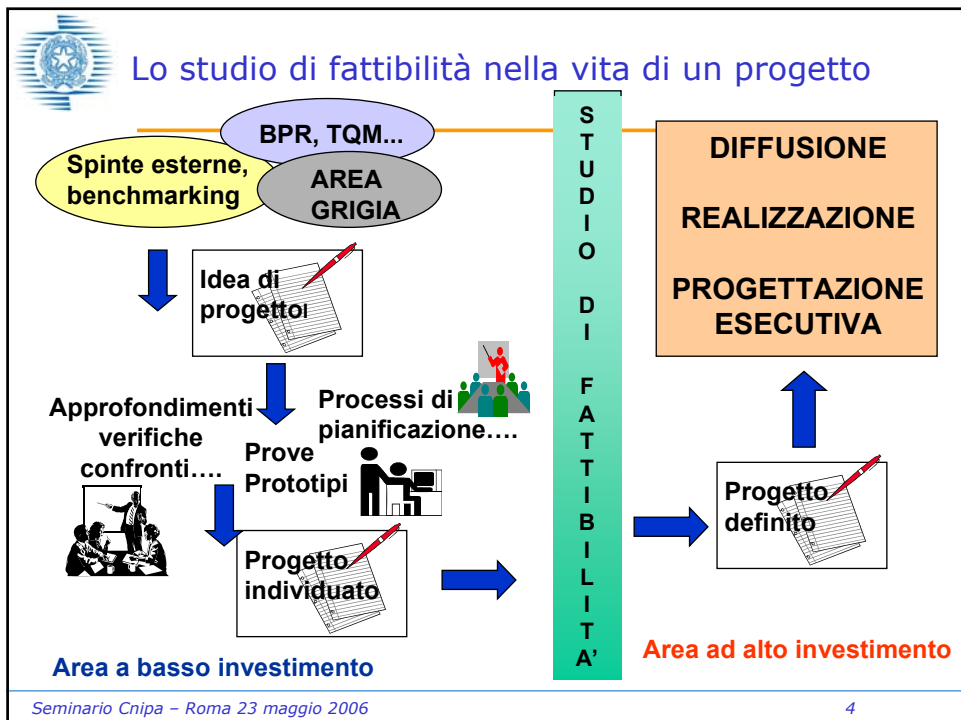 Lo studio di fattibilità nella vita di un progetto
BPR, TQM...
Spinte esterne,
benchmarking
AREA
GRIGIA
Idea di
progetto
Approfondimenti
verifiche
confronti....
Processi di
pianificazione....
Prove
Prototipi
Progetto
individuato
Area a basso investimento
S
T
U
D
I
O
D
I
F
A
T
T
I
B
I
L
I
T
A'
DIFFUSIONE
REALIZZAZIONE
PROGETTAZIONE
ESECUTIVA
Progetto
definito
Area ad alto investimento
Seminario Cnipa – Roma 23 maggio 2006
4